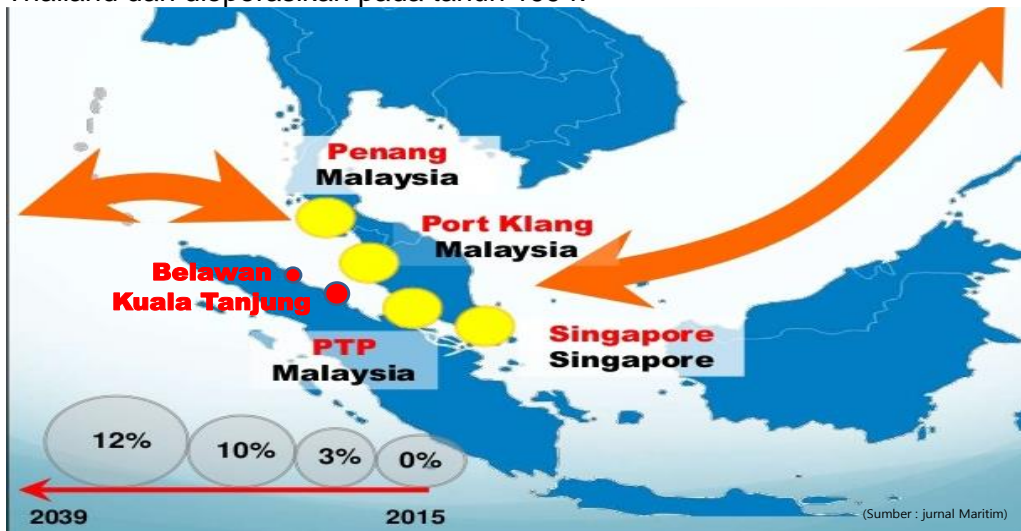 Penang
Malaysia
Port Klang
Malaysia
Belawan
Kuala Tanjung
PTP
Malaysia
Singapore
Singapore
12%
10%
3%
0%
2039
2015
(Sumber : jurnal Maritim)